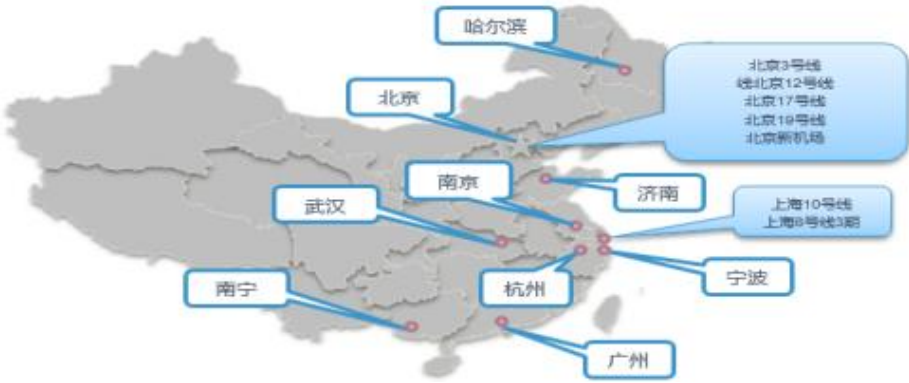 哈尔滨
北京3号线
线北京12号线
北京17号线
北京19号线
北京新机场
北京
南京
济南
武汉
上海10号线
上海8号线3期
南宁
杭州
宁波
广州